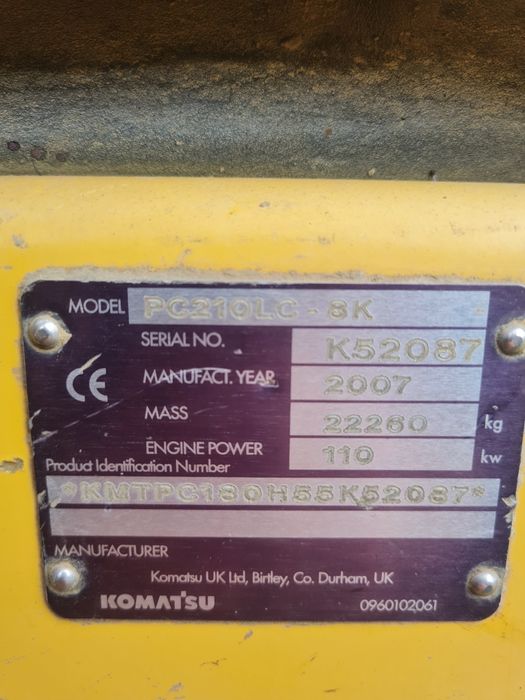 MODEL PC210LC-8K -
SERIAL NO. K52087
CE MANUFACT. YEAR 2007
MASS 22260 kg
ENGINE POWER 110 kw
Product Identification Number
*KMTPC180H55K52087*
MANUFACTURER
Komatsu UK Ltd, Birtley, Co. Durham, UK
KOMATSU 0960102061